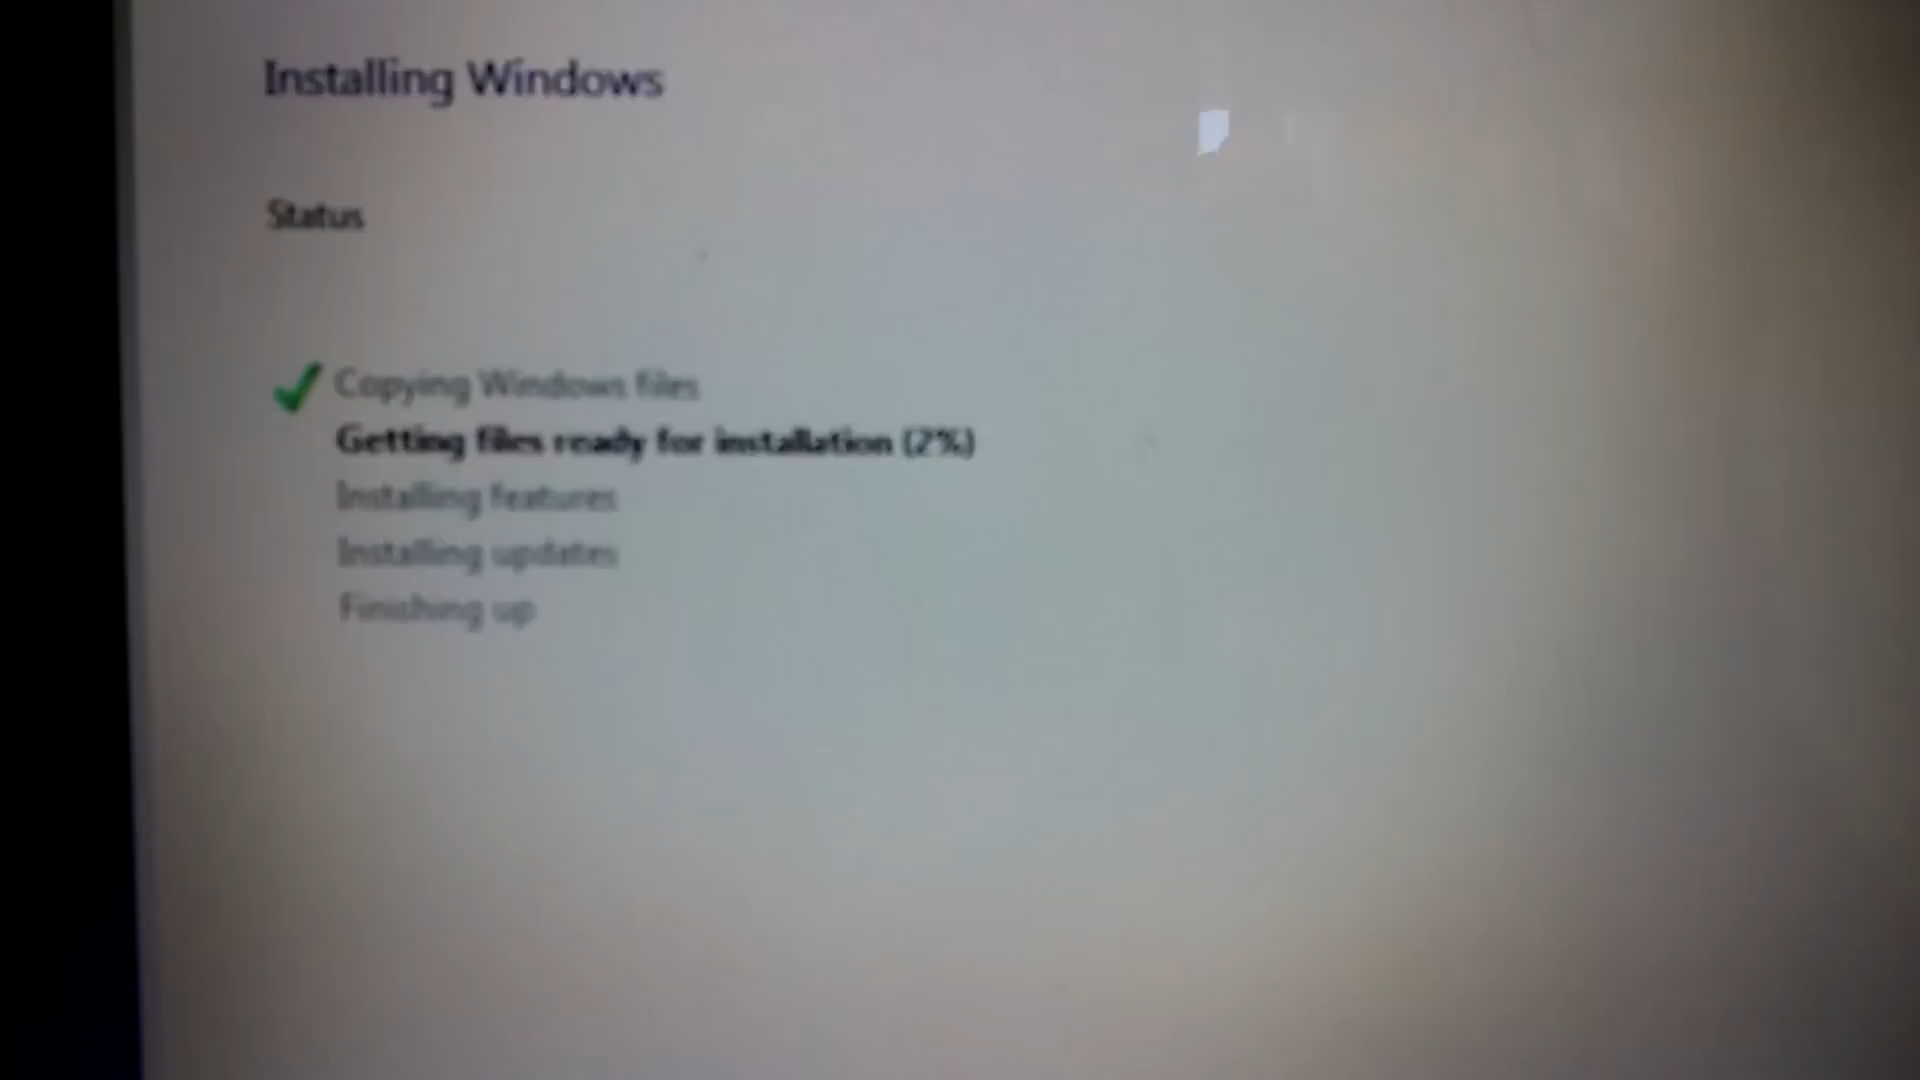 Installing Windows
Status
Copying Windows files
Getting files ready for installation (2%)
Installing features
Installing updates
Finishing up